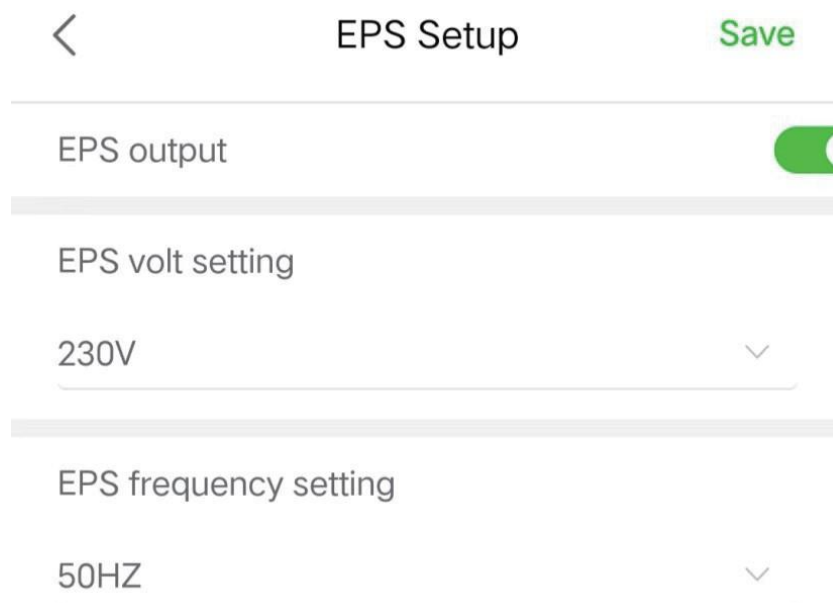 EPS Setup
Save
EPS output
EPS volt setting
230V
EPS frequency setting
50HZ